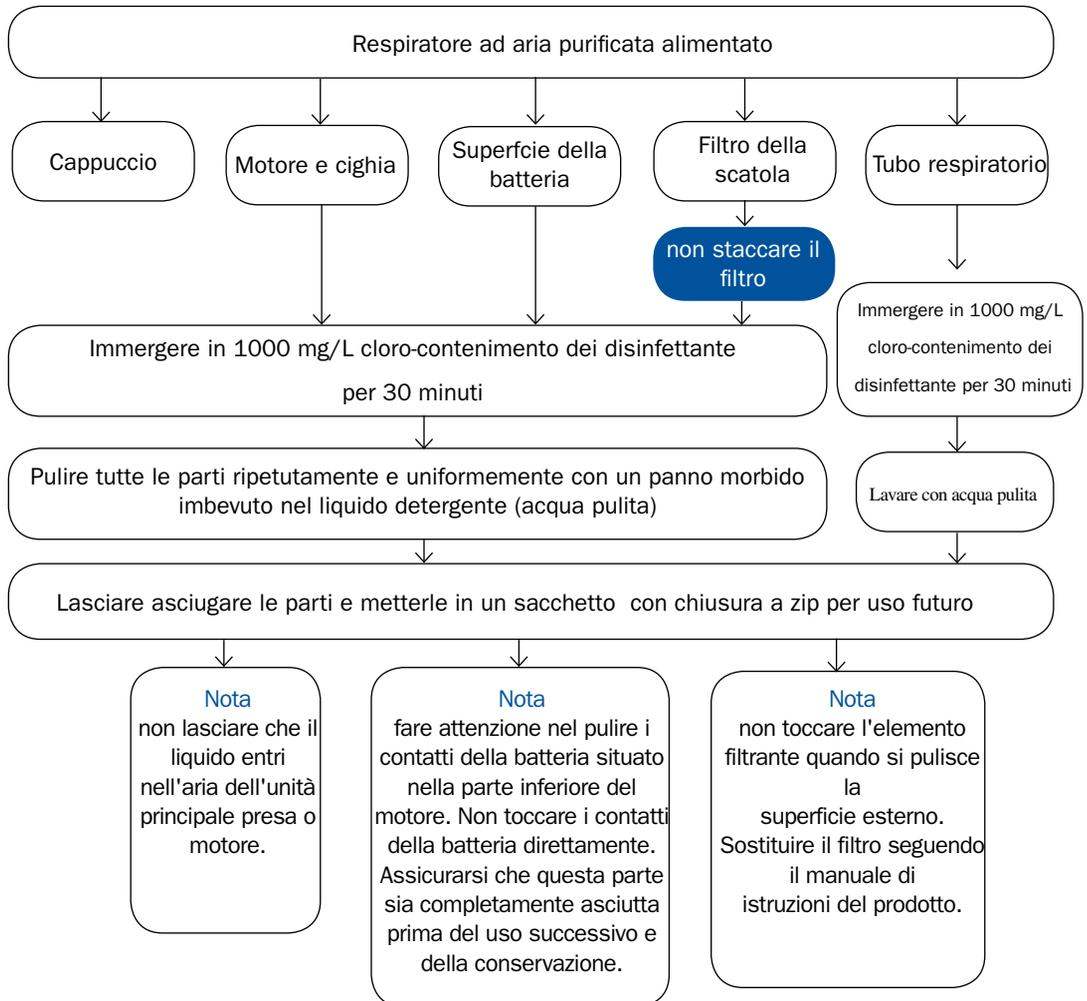 Respiratore ad aria purificata alimentato
Cappuccio
Motore e cighia
Superfcie della
batteria
Filtro della
scatola
Tubo respiratorio
non staccare il
filtro
Immergere in 1000 mg/L cloro-contenimento dei disinfettante
per 30 minuti
Immergere in 1000 mg/L
cloro-contenimento dei
disinfettante per 30 minuti
Pulire tutte le parti ripetutamente e uniformemente con un panno morbido
imbevuto nel liquido detergente (acqua pulita)
Lavare con acqua pulita
Lasciare asciugare le parti e metterle in un sacchetto con chiusura a zip per uso futuro
Nota
non lasciare che il
liquido entri
nell'aria dell'unità
principale presa o
motore.
Nota
fare attenzione nel pulire i
contatti della batteria situato
nella parte inferiore del
motore. Non toccare i contatti
della batteria direttamente.
Assicurarsi che questa parte
sia completamente asciutta
prima del uso successivo e
della conservazione.
Nota
non toccare l'elemento
filtrante quando si pulisce
la
superficie esterno.
Sostituire il filtro seguendo
il manuale di
istruzioni del prodotto.